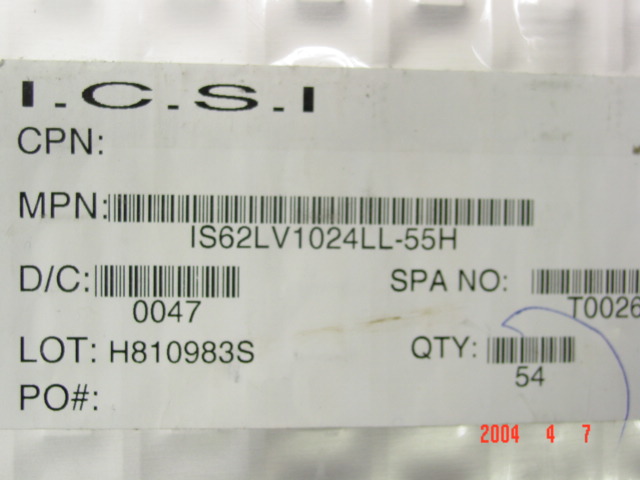 I.C.S.I
CPN:
MPN:
IS62LV1024LL-55H
D/C: SPA NO:
0047 T0026
LOT: H810983S QTY:
54
PO#:
2004 4 7